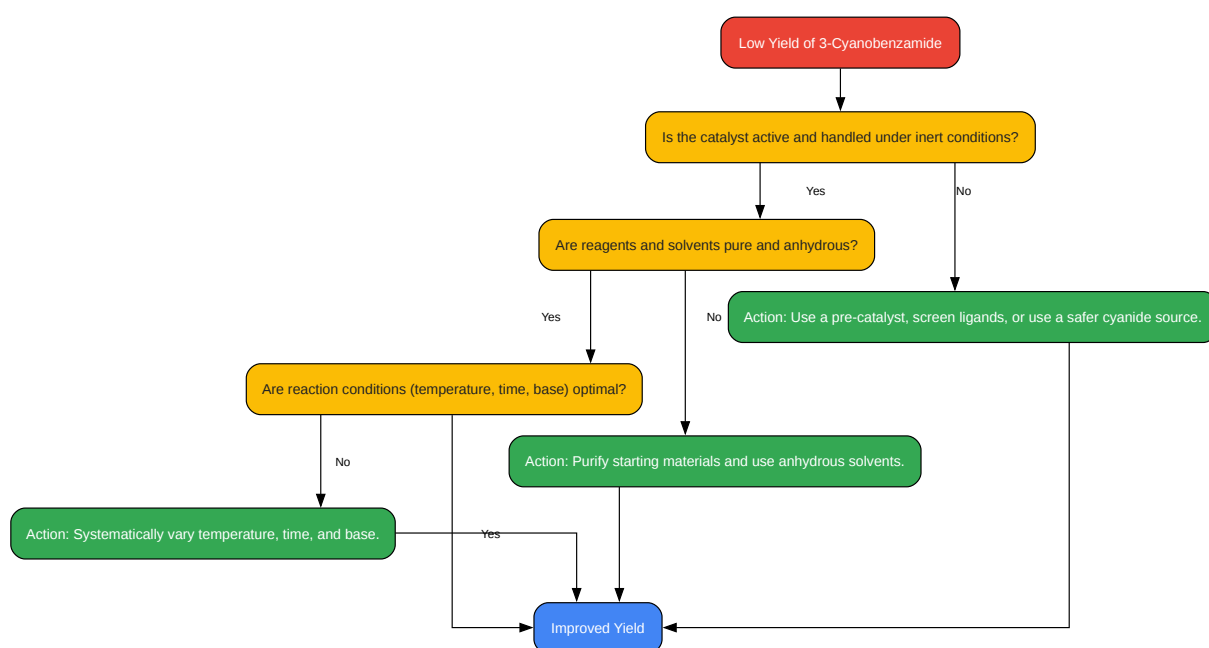 Low Yield of 3-Cyanobenzamide
Is the catalyst active and handled under inert conditions?
Yes
No
Are reagents and solvents pure and anhydrous?
Yes
No
Action: Use a pre-catalyst, screen ligands, or use a safer cyanide source.
Are reaction conditions (temperature, time, base) optimal?
No
Action: Purify starting materials and use anhydrous solvents.
Action: Systematically vary temperature, time, and base.
Yes
Improved Yield